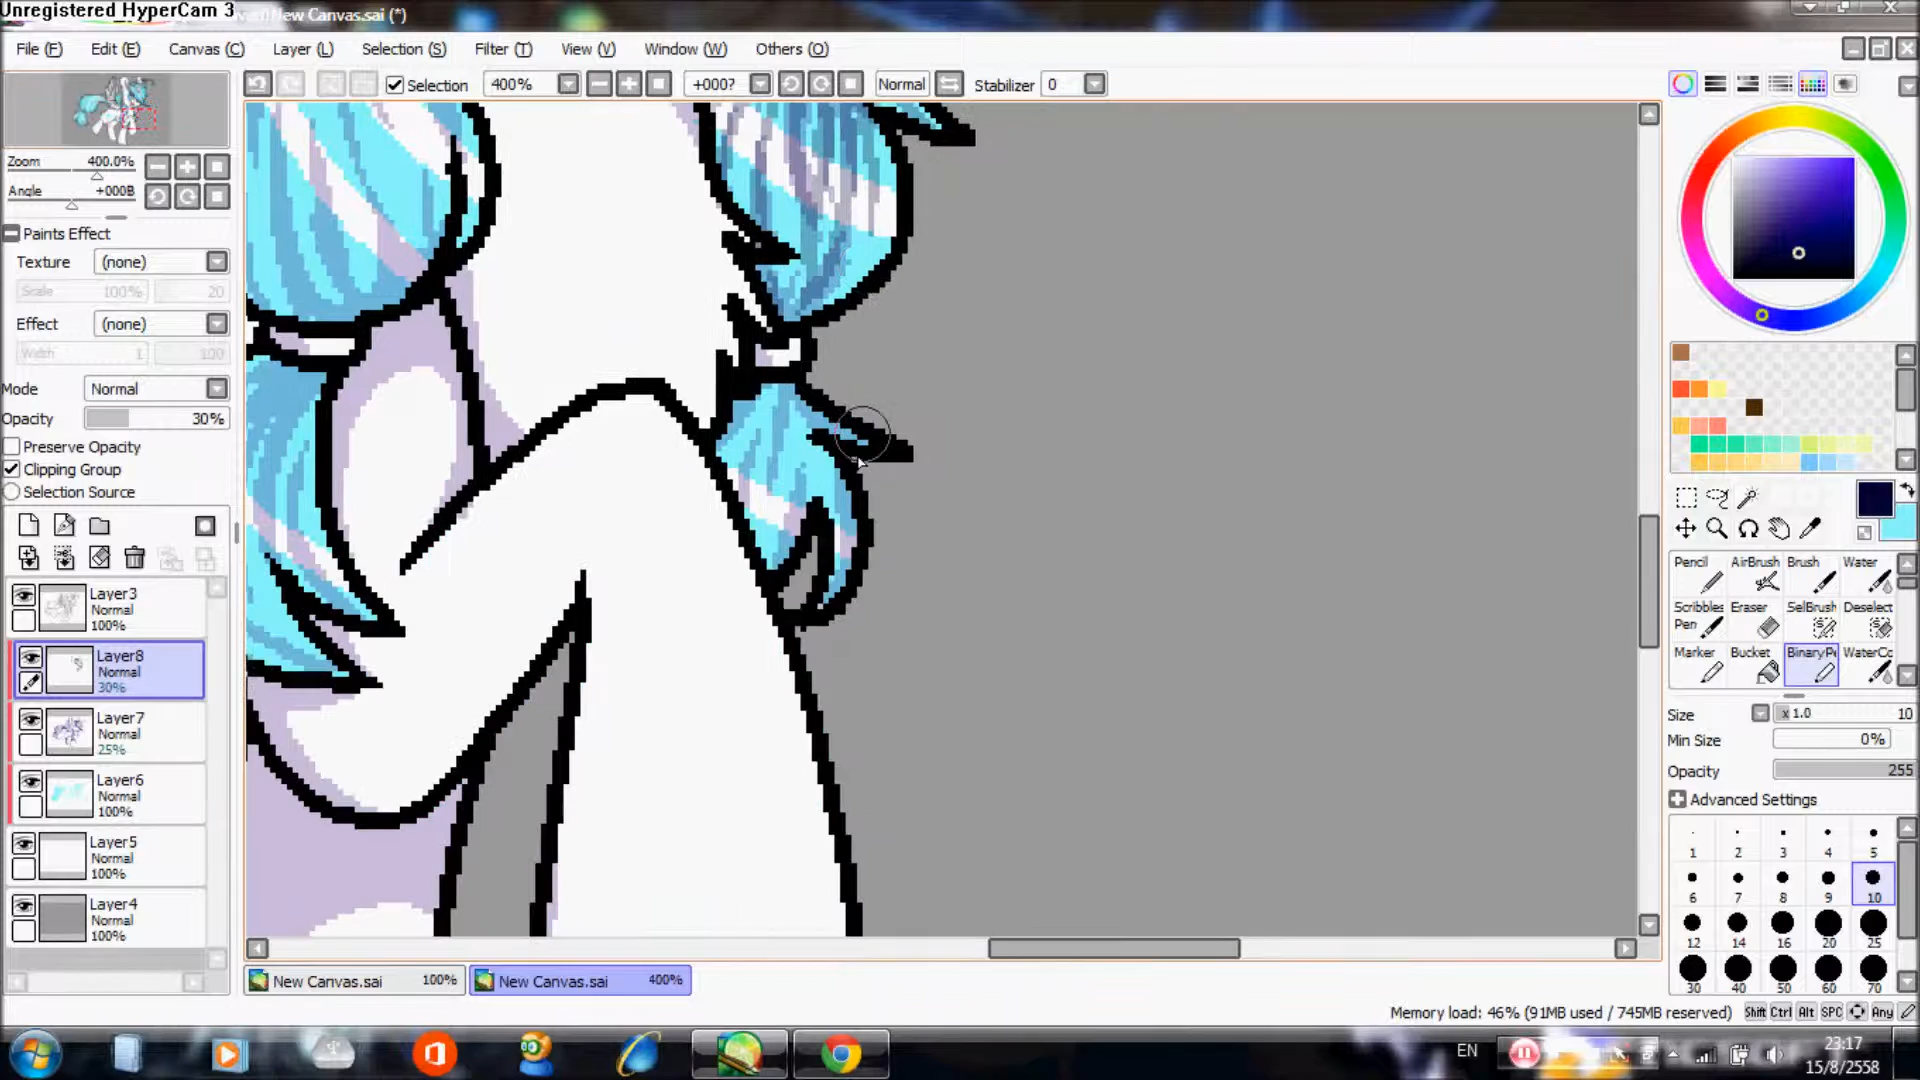 Unregistered HyperCam 3
New Canvas.sai (*)
File (F) Edit (E) Canvas (C) Layer (L) Selection (S) Filter (T) View (V) Window (W) Others (O)
Selection 400% +000? Normal Stabilizer 0
Zoom 400.0%
Angle +000B
Paints Effect
Texture (none)
Scale 100% 20
Effect (none)
Width 1 100
Mode Normal
Opacity 30%
Preserve Opacity
Clipping Group
Selection Source
Layer3
Normal
100%
Layer8
Normal
30%
Layer7
Normal
25%
Layer6
Normal
100%
Layer5
Normal
100%
Layer4
Normal
100%
Pencil AirBrush Brush Water
Scribbles Pen Eraser SelBrush Deselect
Marker Bucket BinaryPe WaterCo
Size x 1.0 10
Min Size 0%
Opacity 255
Advanced Settings
1 2 3 4 5
6 7 8 9 10
12 14 16 20 25
30 40 50 60 70
New Canvas.sai 100% New Canvas.sai 400%
Memory load: 46% (91MB used / 745MB reserved) Shift Ctrl Alt SPC Any
EN
23:17
15/8/2558